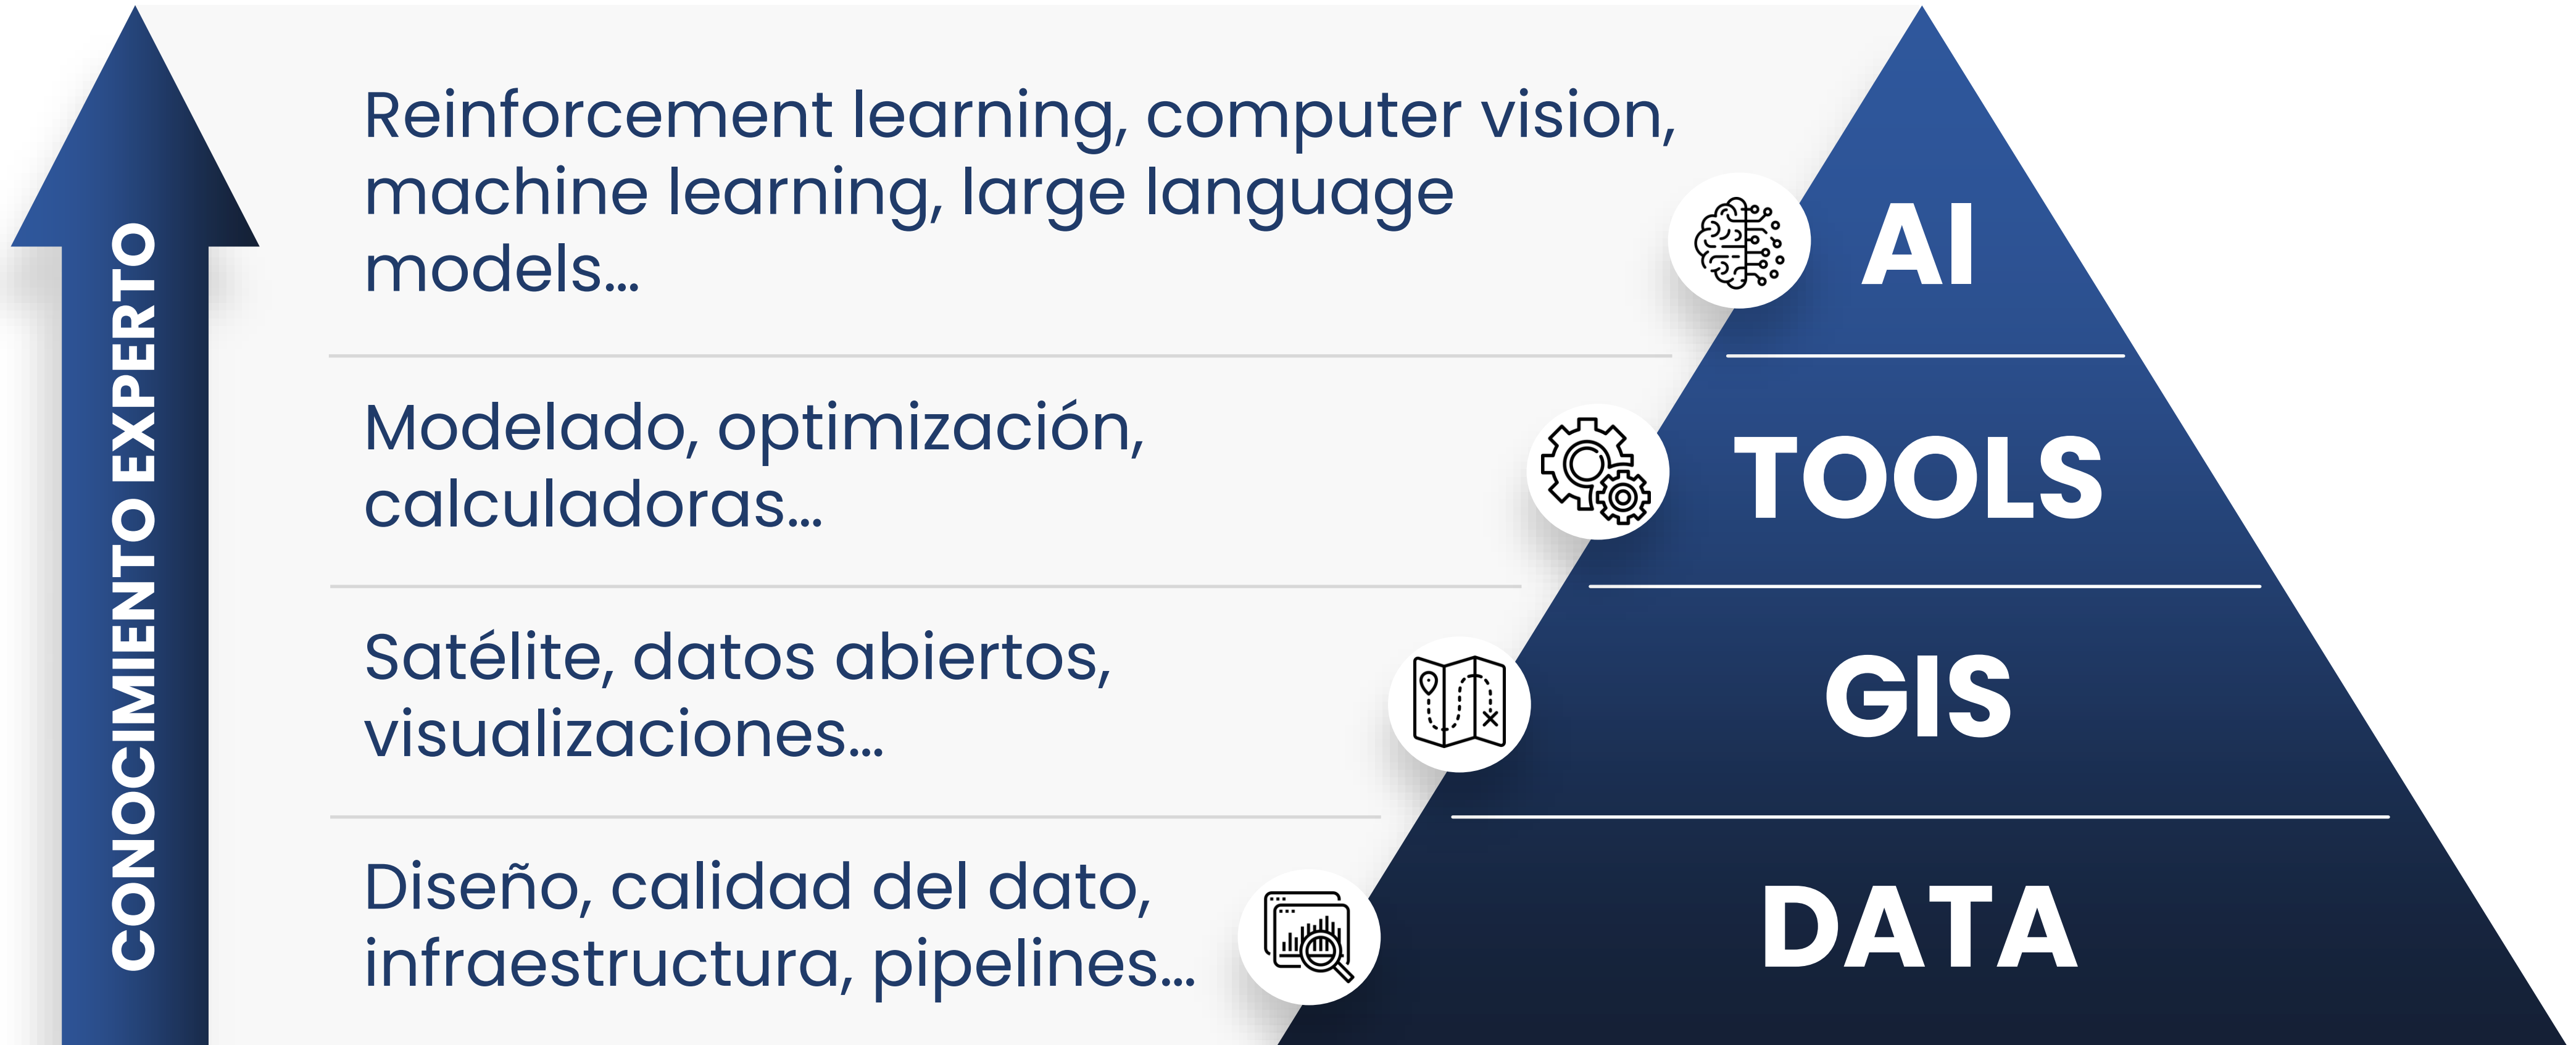 CONOCIMIENTO EXPERTO
Reinforcement learning, computer vision,
machine learning, large language
models...
AI
Modelado, optimización,
calculadoras...
TOOLS
Satélite, datos abiertos,
visualizaciones...
GIS
Diseño, calidad del dato,
infraestructura, pipelines...
DATA